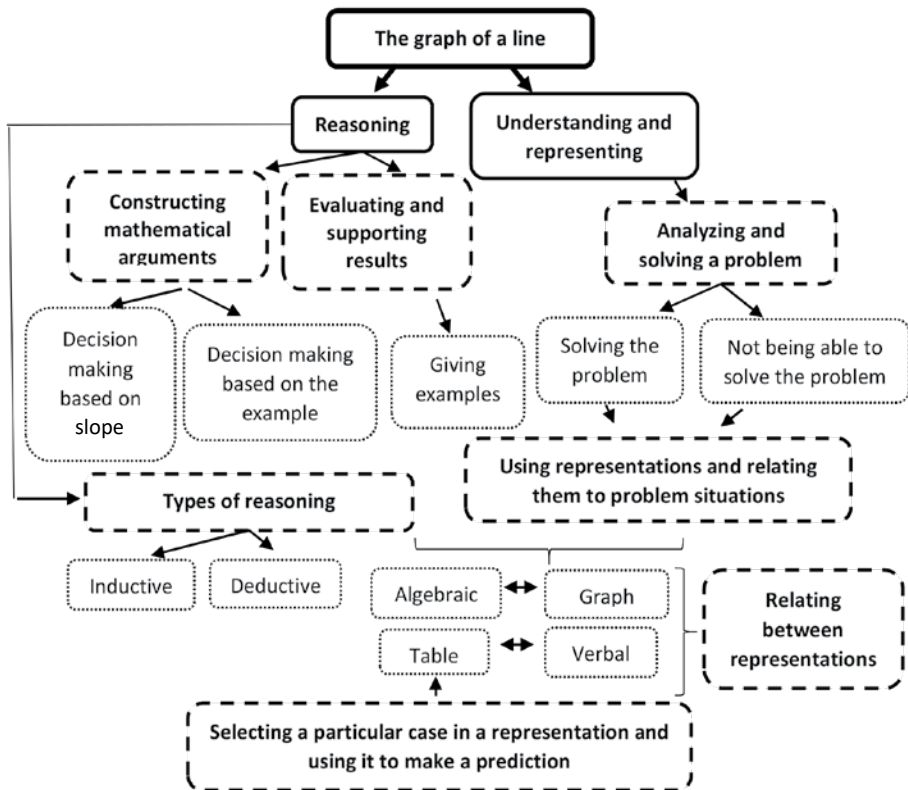 The graph of a line
Reasoning
Understanding and
representing
Constructing
mathematical
arguments
Evaluating and
supporting
results
Analyzing and
solving a problem
Decision
making
based on
slope
Decision making
based on the
example
Giving
examples
Solving the
problem
Not being able to
solve the problem
Using representations and relating
them to problem situations
Types of reasoning
Inductive
Deductive
Algebraic
Graph
Table
Verbal
Relating
between
representations
Selecting a particular case in a representation and
using it to make a prediction